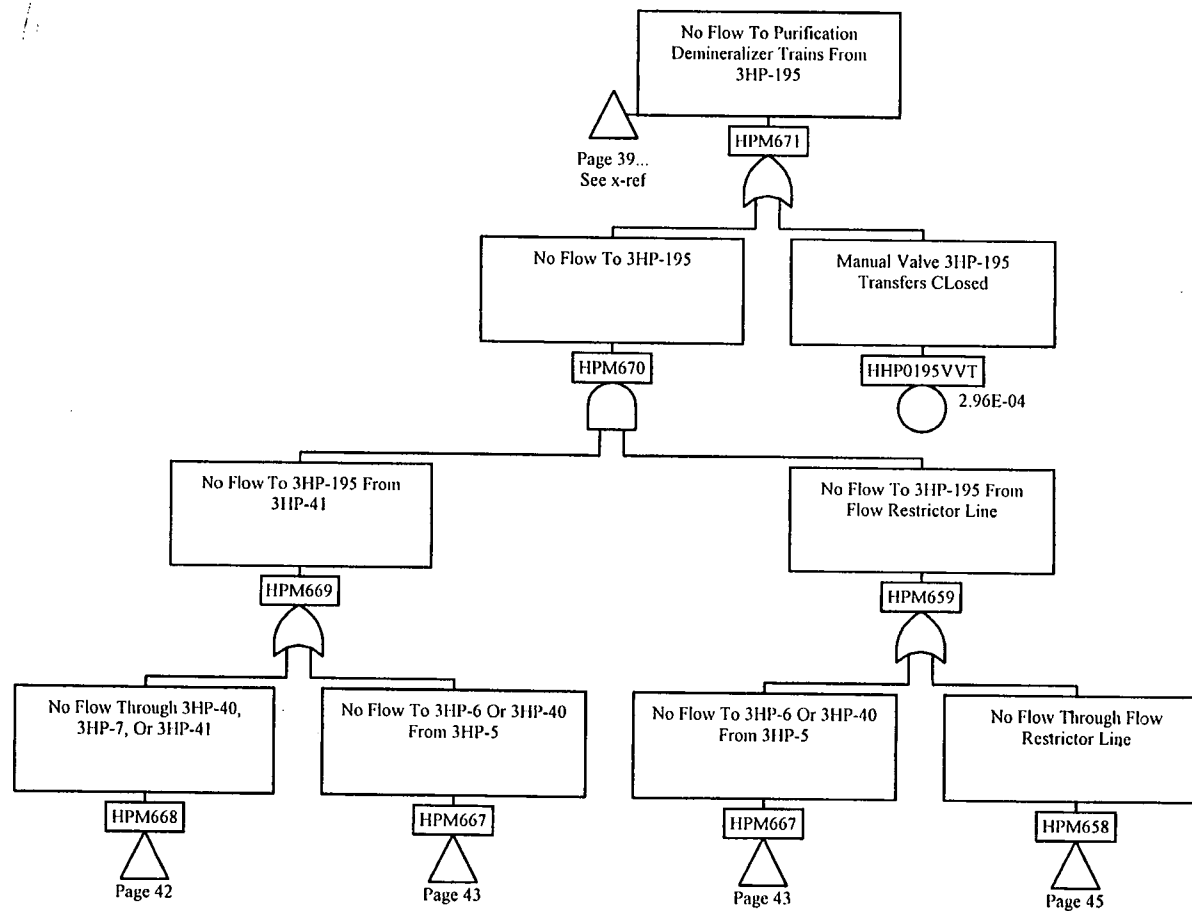 No Flow To Purification
Demineralizer Trains From
3HP-195
Page 39...
See x-ref
HPM671
No Flow To 3HP-195
Manual Valve 3HP-195
Transfers CLosed
HPM670
HHP0195VVT
2.96E-04
No Flow To 3HP-195 From
3HP-41
No Flow To 3HP-195 From
Flow Restrictor Line
HPM669
HPM659
No Flow Through 3HP-40,
3HP-7, Or 3HP-41
No Flow To 3HP-6 Or 3HP-40
From 3HP-5
No Flow To 3HP-6 Or 3HP-40
From 3HP-5
No Flow Through Flow
Restrictor Line
HPM668
HPM667
HPM667
HPM658
Page 42
Page 43
Page 43
Page 45